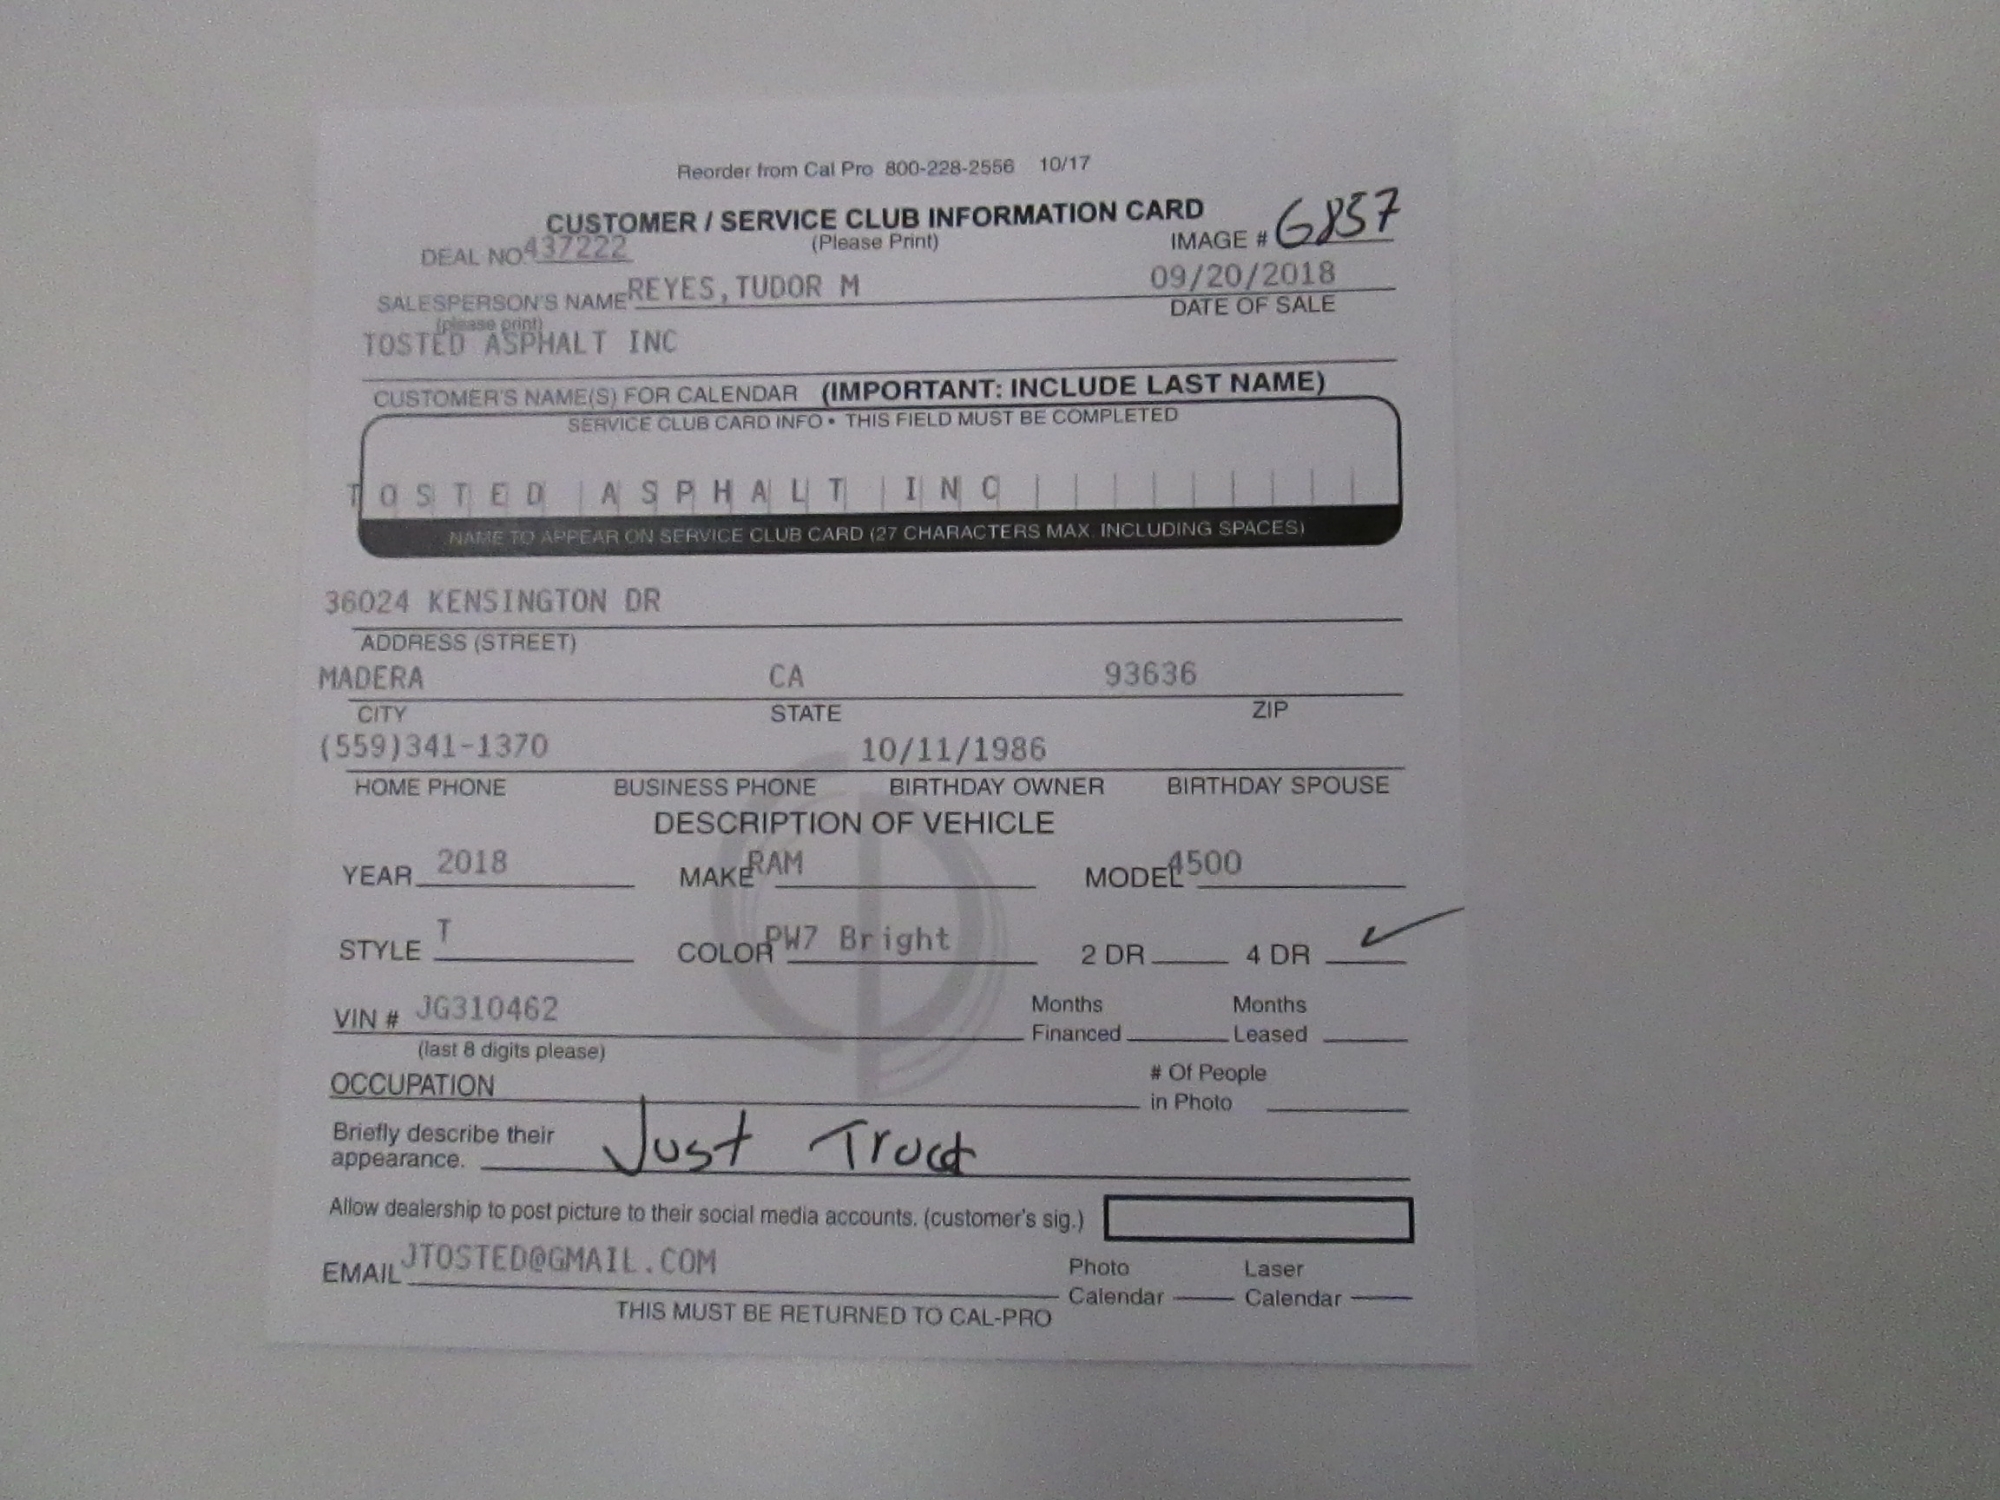 Reorder from Cal Pro 800-228-2556 10/17
CUSTOMER / SERVICE CLUB INFORMATION CARD
(Please Print)
DEAL NO. 437222 IMAGE # 6857
SALESPERSON'S NAME REYES,TUDOR M 09/20/2018
(please print) DATE OF SALE
TOSTED ASPHALT INC
CUSTOMER'S NAME(S) FOR CALENDAR (IMPORTANT: INCLUDE LAST NAME)
SERVICE CLUB CARD INFO • THIS FIELD MUST BE COMPLETED
TOSTED ASPHALT INC
NAME TO APPEAR ON SERVICE CLUB CARD (27 CHARACTERS MAX. INCLUDING SPACES)
36024 KENSINGTON DR
ADDRESS (STREET)
MADERA CA 93636
CITY STATE ZIP
(559)341-1370 10/11/1986
HOME PHONE BUSINESS PHONE BIRTHDAY OWNER BIRTHDAY SPOUSE
DESCRIPTION OF VEHICLE
YEAR 2018 MAKE RAM MODEL 4500
STYLE T COLOR PW7 Bright 2 DR 4 DR ✓
VIN # JG310462 Months Financed Months Leased
(last 8 digits please)
OCCUPATION # Of People in Photo
Briefly describe their appearance. Just Truck
Allow dealership to post picture to their social media accounts. (customer's sig.)
EMAIL JTOSTED@GMAIL.COM Photo Calendar Laser Calendar
THIS MUST BE RETURNED TO CAL-PRO